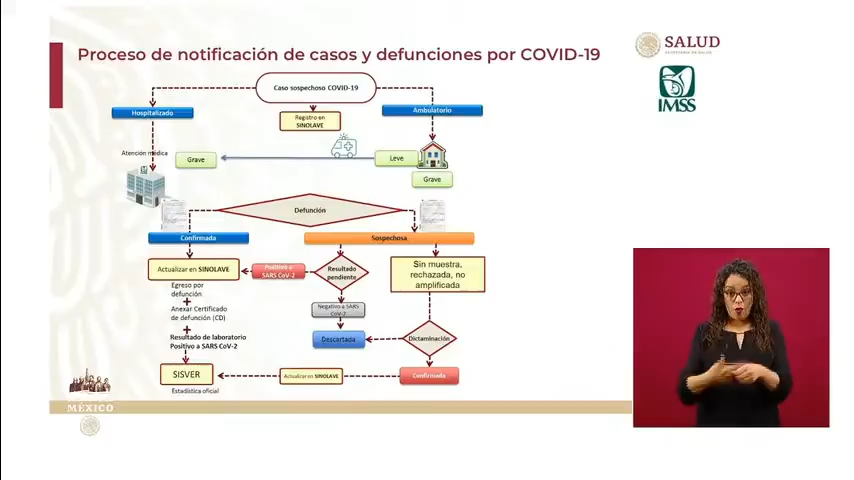 Proceso de notificación de casos y defunciones por COVID-19
SALUD
SECRETARÍA DE SALUD
IMSS
Caso sospechoso COVID-19
Hospitalizado
Registro en
SINOLAVE
Ambulatorio
Atención médica
Grave
Leve
Grave
Defunción
Confirmada
Sospechosa
Actualizar en SINOLAVE
Positivo a
SARS CoV-2
Resultado
pendiente
Sin muestra,
rechazada, no
amplificada
Egreso por
defunción
+
Anexar Certificado
de defunción (CD)
+
Resultado de laboratorio
Positivo a SARS CoV-2
Negativo a SARS
CoV-2
Descartada
Dictaminación
SISVER
Actualizar en SINOLAVE
Confirmada
Estadística oficial
MÉXICO